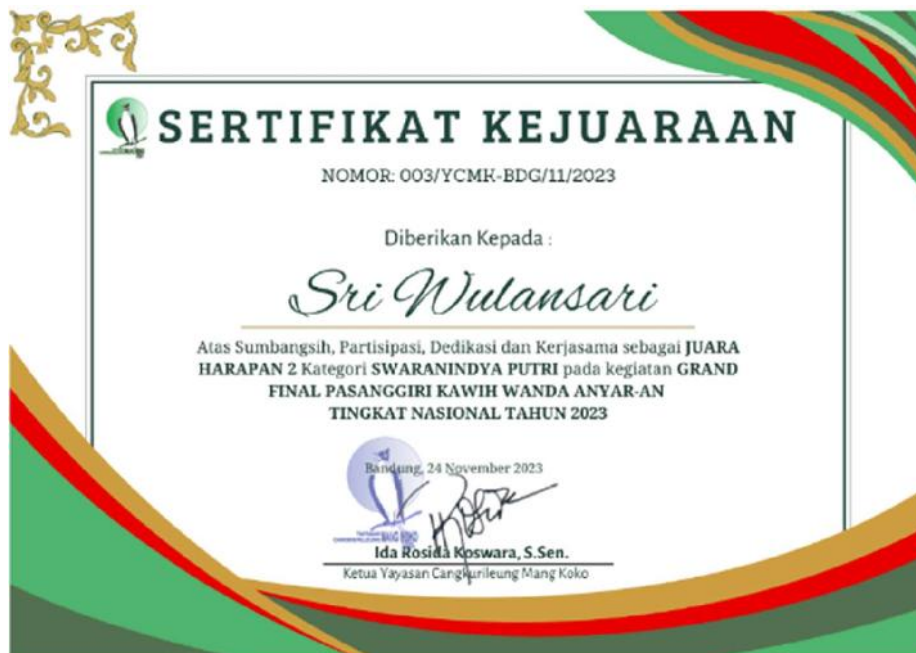 SERTIFIKAT KEJUARAAN
NOMOR: 003/YCMK-BDG/11/2023
Diberikan Kepada :
Sri Wulansari
Atas Sumbangsih, Partisipasi, Dedikasi dan Kerjasama sebagai JUARA
HARAPAN 2 Kategori SWARANINDYA PUTRI pada kegiatan GRAND
FINAL PASANGGIRI KAWIH WANDA ANYAR-AN
TINGKAT NASIONAL TAHUN 2023
Bandung, 24 November 2023
MANG KOKO
Ida Rosida Koswara, S.Sen.
Ketua Yayasan Cangkurileung Mang Koko